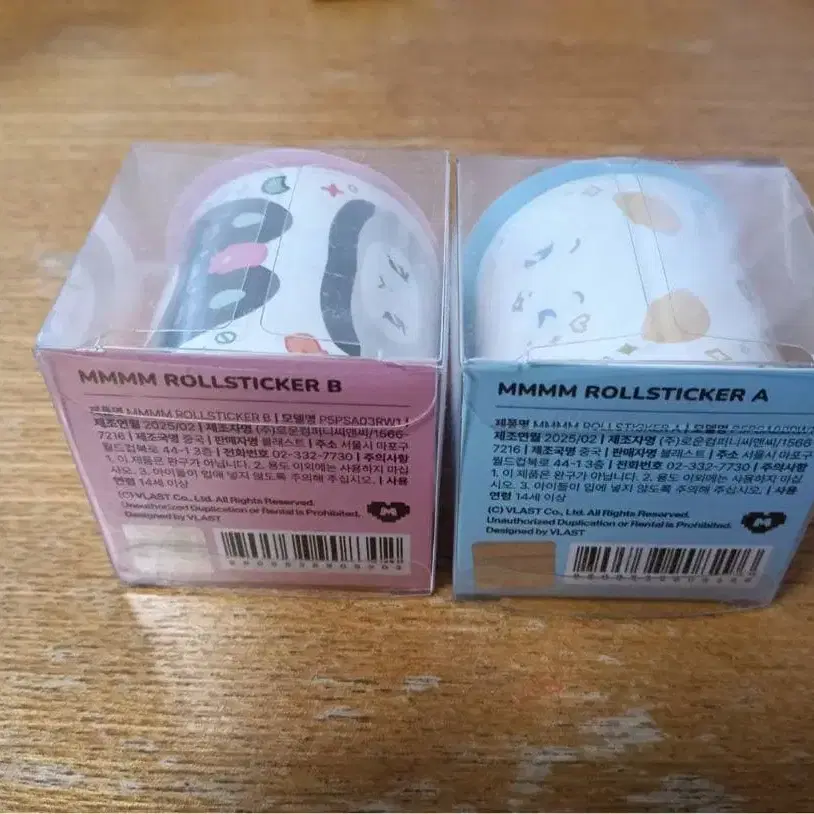 MMMM ROLLSTICKER B
제품명 MMMM ROLLSTICKER B | 모델명 P5PSA03RW1 |
제조연월 2025/02 | 제조자명 (주)로운컴퍼니씨앤씨/1566-
7216 | 제조국명 중국 | 판매자명 블래스트 | 주소 서울시 마포구
월드컵북로 44-1 3층 | 전화번호 02-332-7730 | 주의사항
1. 이 제품은 완구가 아닙니다. 2. 용도 이외에는 사용하지 마십
시오. 3. 아이들이 입에 넣지 않도록 주의해 주십시오. | 사용
연령 14세 이상
(C) VLAST Co., Ltd. All Rights Reserved.
Unauthorized Duplication or Rental is Prohibited.
Designed by VLAST
M
MMMM ROLLSTICKER A
제품명 MMMM ROLLSTICKER A | 모델명
제조연월 2025/02 | 제조자명 (주)로운컴퍼니씨앤씨/1566-
7216 | 제조국명 중국 | 판매자명 블래스트 | 주소 서울시 마포구
월드컵북로 44-1 3층 | 전화번호 02-332-7730 | 주의사항
1. 이 제품은 완구가 아닙니다. 2. 용도 이외에는 사용하지 마십
시오. 3. 아이들이 입에 넣지 않도록 주의해 주십시오. | 사용
연령 14세 이상
(C) VLAST Co., Ltd. All Rights Reserved.
Unauthorized Duplication or Rental is Prohibited.
Designed by VLAST
M